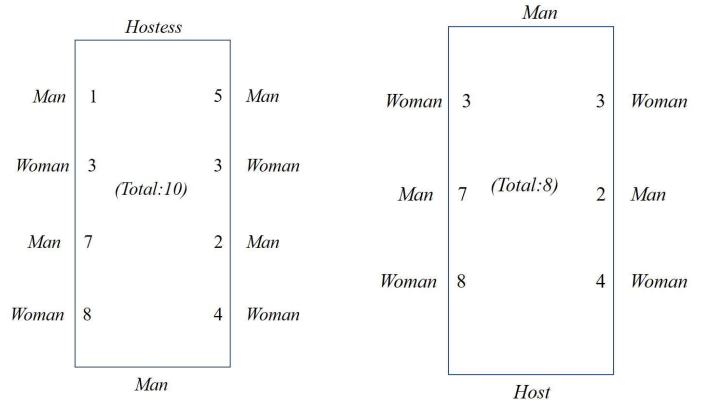 Hostess
Man 1 5 Man
Woman 3 3 Woman
(Total:10)
Man 7 2 Man
Woman 8 4 Woman
Man
Man
Woman 3 3 Woman
(Total:8)
Man 7 2 Man
Woman 8 4 Woman
Host